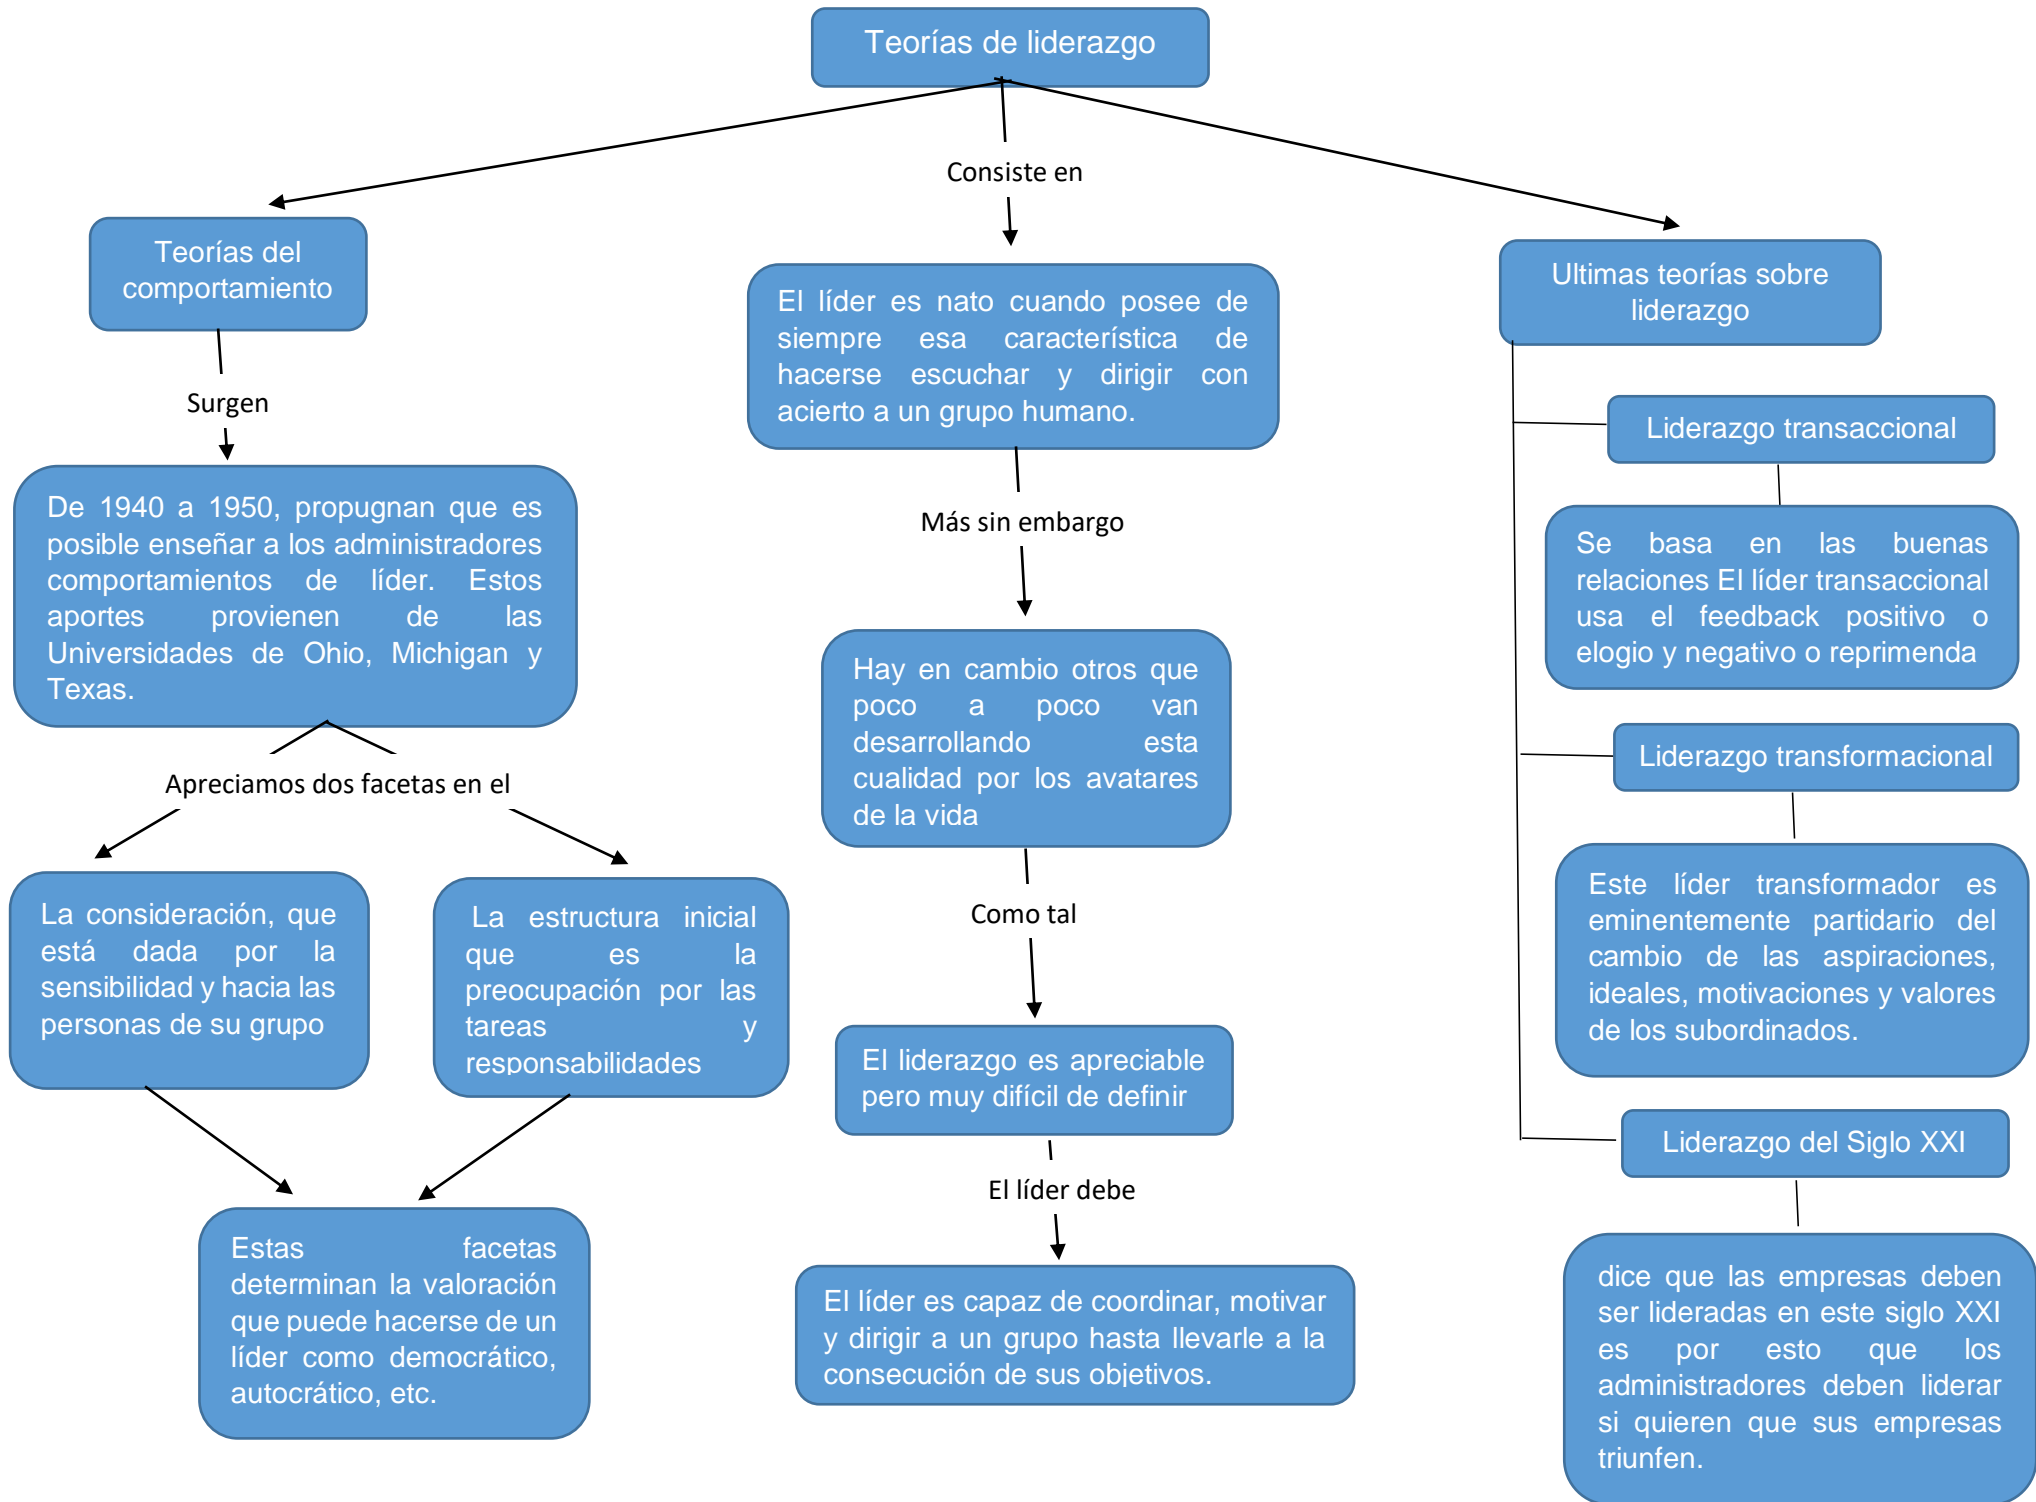 Teorías de liderazgo
Consiste en
Teorías del
comportamiento
Surgen
De 1940 a 1950, propugnan que es
posible enseñar a los administradores
comportamientos de líder. Estos
aportes provienen de las
Universidades de Ohio, Michigan y
Texas.
Apreciamos dos facetas en el
La consideración, que
está dada por la
sensibilidad y hacia las
personas de su grupo
La estructura inicial
que es la
preocupación por las
tareas y
responsabilidades
Estas facetas
determinan la valoración
que puede hacerse de un
líder como democrático,
autocrático, etc.
El líder es nato cuando posee de
siempre esa característica de
hacerse escuchar y dirigir con
acierto a un grupo humano.
Más sin embargo
Hay en cambio otros que
poco a poco van
desarrollando esta
cualidad por los avatares
de la vida
Como tal
El liderazgo es apreciable
pero muy difícil de definir
El líder debe
El líder es capaz de coordinar, motivar
y dirigir a un grupo hasta llevarle a la
consecución de sus objetivos.
Ultimas teorías sobre
liderazgo
Liderazgo transaccional
Se basa en las buenas
relaciones El líder transaccional
usa el feedback positivo o
elogio y negativo o reprimenda
Liderazgo transformacional
Este líder transformador es
eminentemente partidario del
cambio de las aspiraciones,
ideales, motivaciones y valores
de los subordinados.
Liderazgo del Siglo XXI
dice que las empresas deben
ser lideradas en este siglo XXI
es por esto que los
administradores deben liderar
si quieren que sus empresas
triunfen.